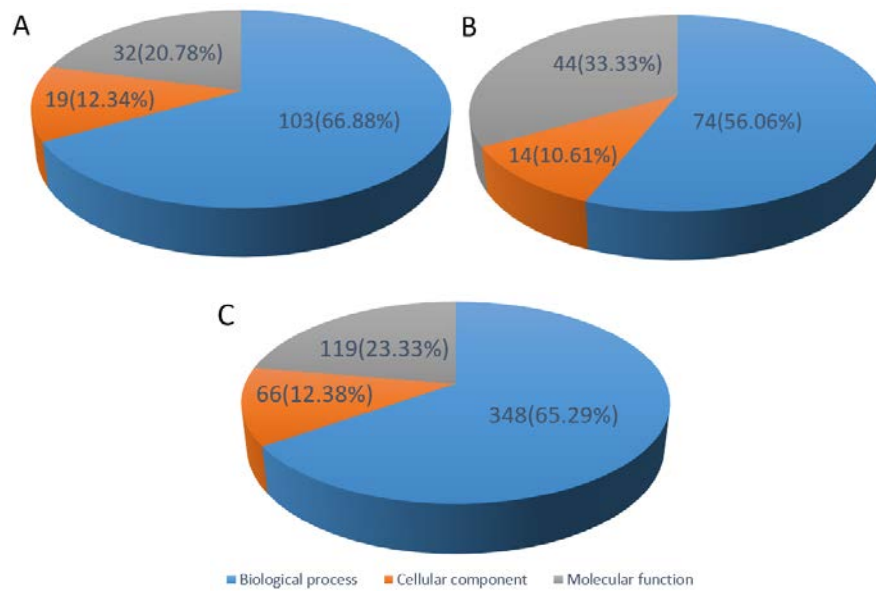 A
32(20.78%)
19(12.34%)
103(66.88%)
B
44(33.33%)
14(10.61%)
74(56.06%)
C
119(23.33%)
66(12.38%)
348(65.29%)
Biological process Cellular component Molecular function